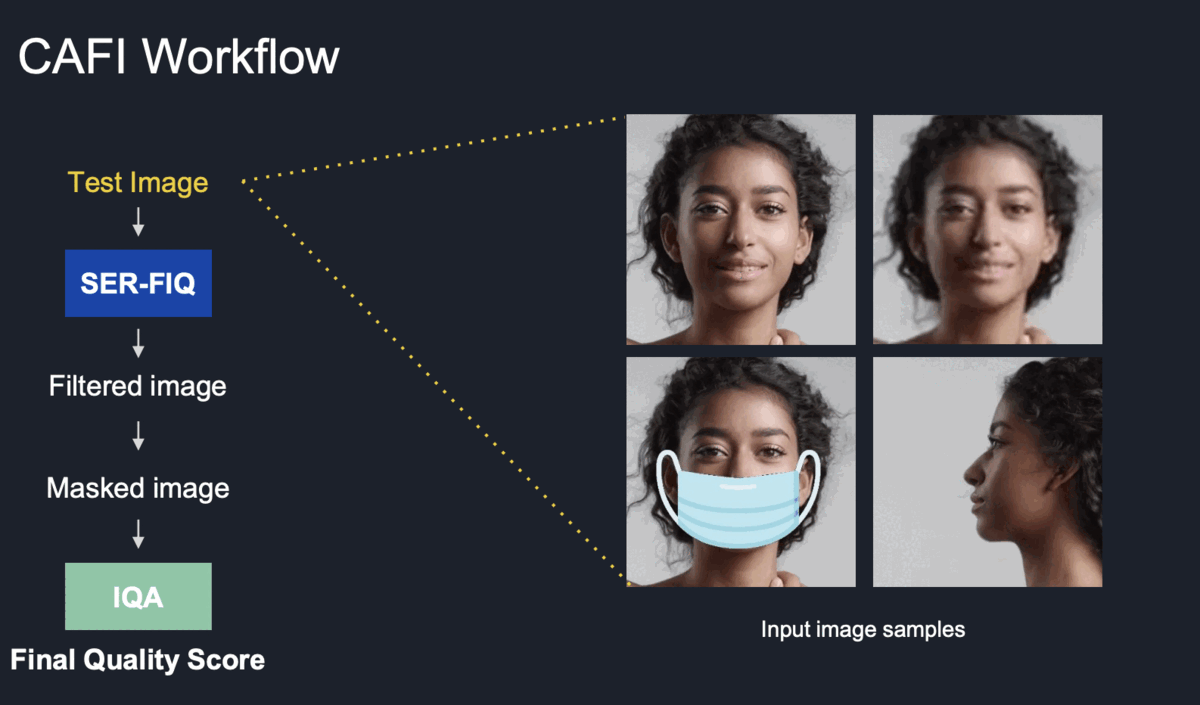 CAFI Workflow
Test Image
SER-FIQ
Filtered image
Masked image
IQA
Final Quality Score
Input image samples